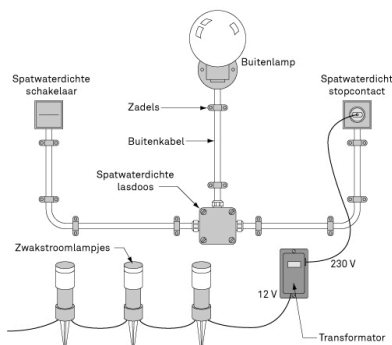 Buitenlamp
Spatwaterdichte
schakelaar
Spatwaterdicht
stopcontact
Zadels
Buitenkabel
Spatwaterdichte
lasdoos
Zwakstroomlampjes
230 V
12 V
Transformator